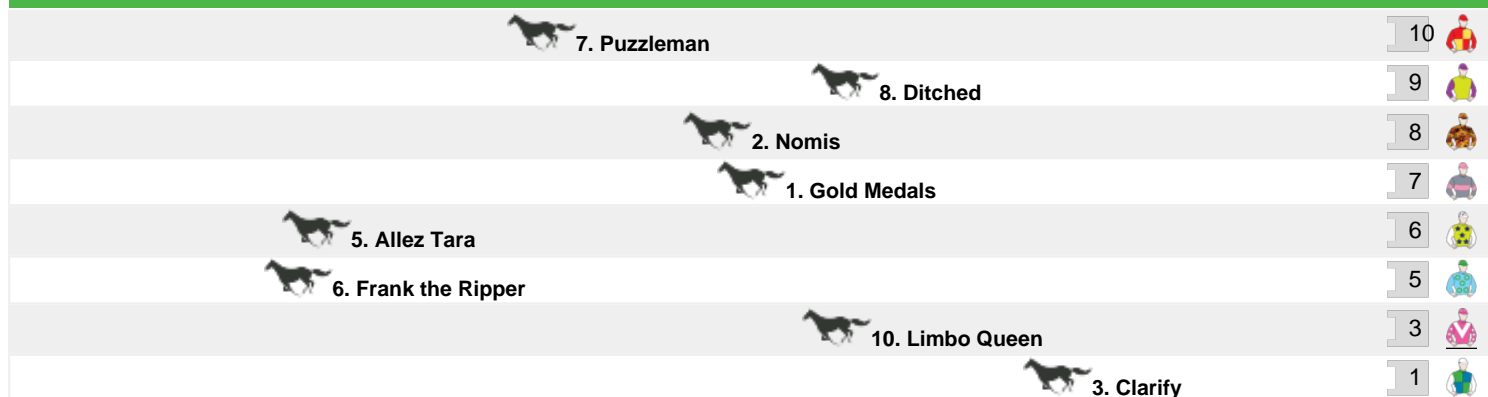 7. Puzzleman 10
8. Ditched 9
2. Nomis 8
1. Gold Medals 7
5. Allez Tara 6
6. Frank the Ripper 5
10. Limbo Queen 3
3. Clarify 1